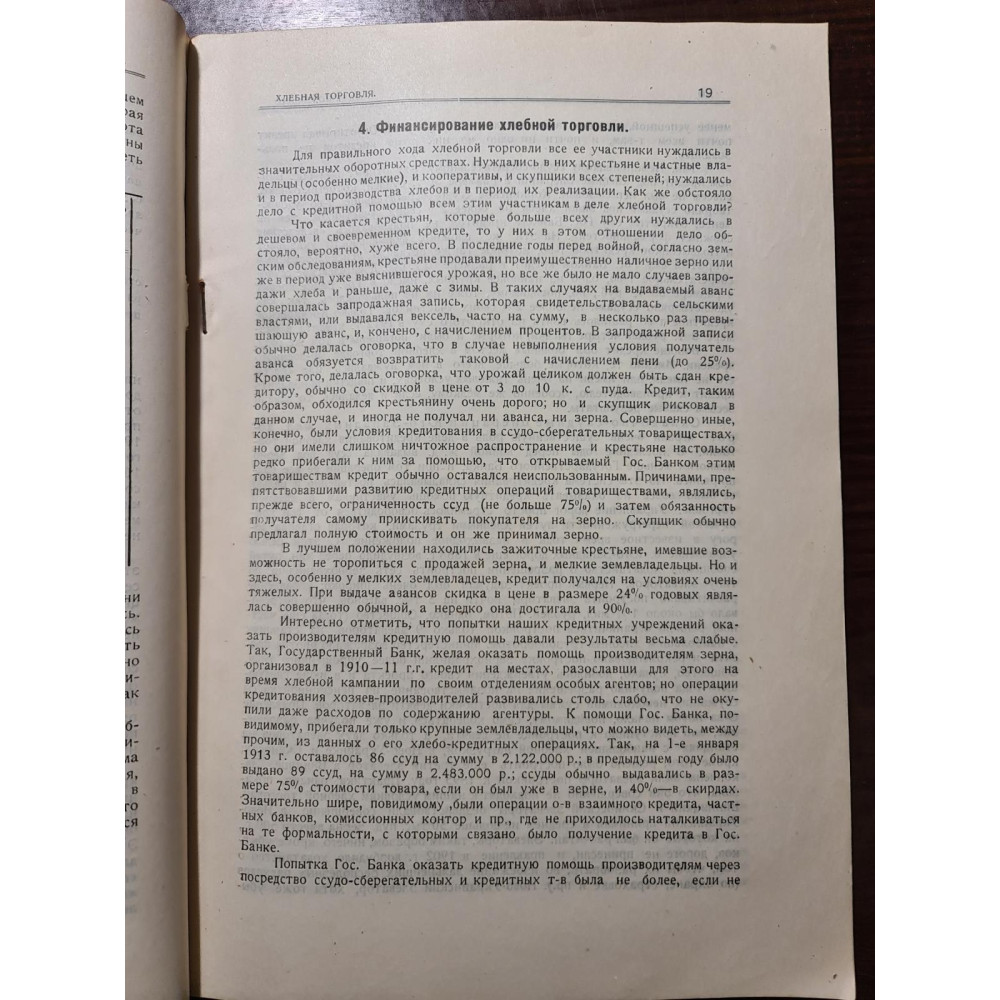 ХЛЕБНАЯ ТОРГОВЛЯ.
19
4. Финансирование хлебной торговли.
Для правильного хода хлебной торговли все ее участники нуждались в
значительных оборотных средствах. Нуждались в них крестьяне и частные вла-
дельцы (особенно мелкие), и кооперативы, и скупщики всех степеней; нуждались
и в период производства хлебов и в период их реализации. Как же обстояло
дело с кредитной помощью всем этим участникам в деле хлебной торговли?
Что касается крестьян, которые больше всех других нуждались в
дешевом и своевременном кредите, то у них в этом отношении дело об-
стояло, вероятно, хуже всего. В последние годы перед войной, согласно зем-
ским обследованиям, крестьяне продавали преимущественно наличное зерно или
же в период уже выяснившегося урожая, но все же было не мало случаев запро-
дажи хлеба и раньше, даже с зимы. В таких случаях на выдаваемый аванс
совершалась запродажная запись, которая свидетельствовалась сельскими
властями, или выдавался вексель, часто на сумму, в несколько раз превы-
шающую аванс, и, кончено, с начислением процентов. В запродажной записи
обычно делалась оговорка, что в случае невыполнения условия получатель
аванса обязуется возвратить таковой с начислением пени (до 25%).
Кроме того, делалась оговорка, что урожай целиком должен быть сдан кре-
дитору, обычно со скидкой в цене от 3 до 10 к. с пуда. Кредит, таким
образом, обходился крестьянину очень дорого; но и скупщик рисковал в
данном случае, и иногда не получал ни аванса, ни зерна. Совершенно иные,
конечно, были условия кредитования в ссудо-сберегательных товариществах,
но они имели слишком ничтожное распространение и крестьяне настолько
редко прибегали к ним за помощью, что открываемый Гос. Банком этим
товариществам кредит обычно оставался неиспользованным. Причинами, пре-
пятствовавшими развитию кредитных операций товариществами, являлись,
прежде всего, ограниченность ссуд (не больше 75%) и затем обязанность
получателя самому приискивать покупателя на зерно. Скупщик обычно
предлагал полную стоимость и он же принимал зерно.
В лучшем положении находились зажиточные крестьяне, имевшие воз-
можность не торопиться с продажей зерна, и мелкие землевладельцы. Но и
здесь, особенно у мелких землевладецев, кредит получался на условиях очень
тяжелых. При выдаче авансов скидка в цене в размере 24% годовых явля-
лась совершенно обычной, а нередко она достигала и 90%.
Интересно отметить, что попытки наших кредитных учреждений ока-
зать производителям кредитную помощь давали результаты весьма слабые.
Так, Государственный Банк, желая оказать помощь производителям зерна,
организовал в 1910—11 г.г. кредит на местах, разославши для этого на
время хлебной кампании по своим отделениям особых агентов; но операции
кредитования хозяев-производителей развивались столь слабо, что не оку-
пили даже расходов по содержанию агентуры. К помощи Гос. Банка, по-
видимому, прибегали только крупные землевладельцы, что можно видеть, между
прочим, из данных о его хлебо-кредитных операциях. Так, на 1-е января
1913 г. оставалось 86 ссуд на сумму в 2.122.000 р.; в предыдущем году было
выдано 89 ссуд, на сумму в 2.483.000 р.; ссуды обычно выдавались в раз-
мере 75% стоимости товара, если он был уже в зерне, и 40%—в скирдах.
Значительно шире, повидимому ,были операции о-в взаимного кредита, част-
ных банков, комиссионных контор и пр., где не приходилось наталкиваться
на те формальности, с которыми связано было получение кредита в Гос.
Банке.
Попытка Гос. Банка оказать кредитную помощь производителям через
посредство ссудо-сберегательных и кредитных т-в была не более, если не